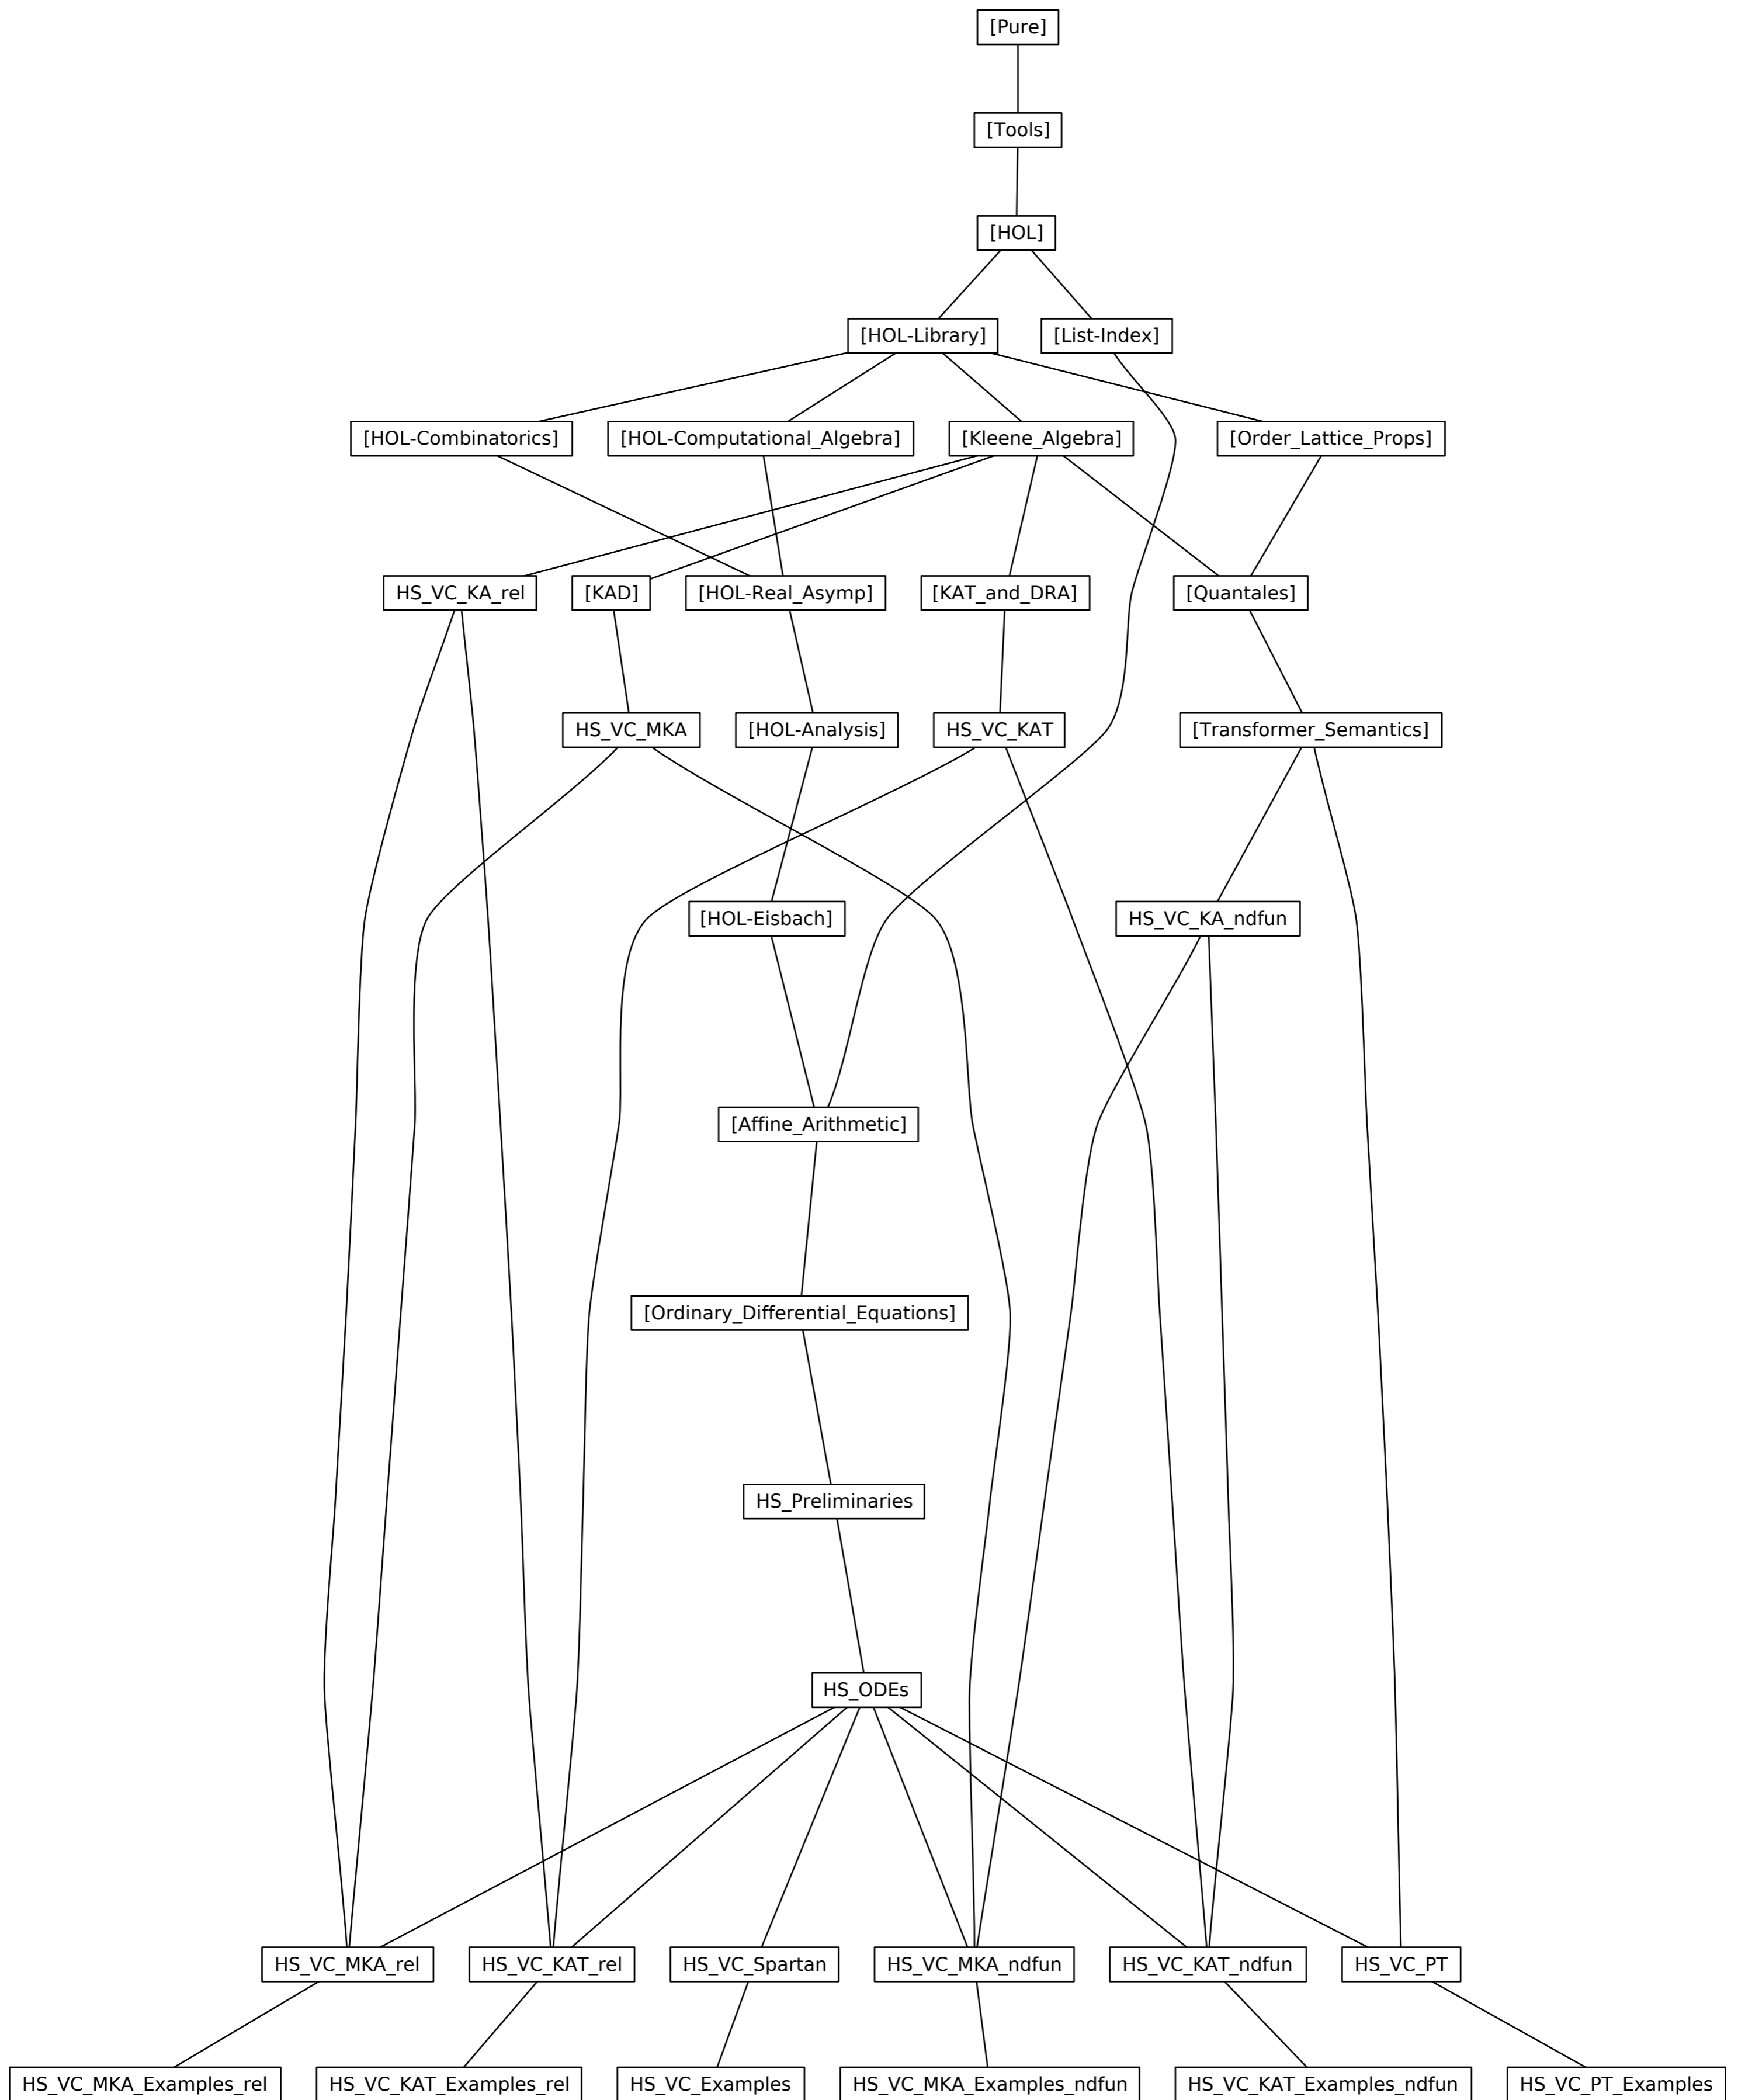 [Pure]
[Tools]
[HOL]
[HOL-Library]
[List-Index]
[HOL-Combinatorics]
[HOL-Computational_Algebra]
[Kleene_Algebra]
[Order_Lattice_Props]
HS_VC_KA_rel
[KAD]
[HOL-Real_Asymp]
[KAT_and_DRA]
[Quantales]
HS_VC_MKA
[HOL-Analysis]
HS_VC_KAT
[Transformer_Semantics]
[HOL-Eisbach]
HS_VC_KA_ndfun
[Affine_Arithmetic]
[Ordinary_Differential_Equations]
HS_Preliminaries
HS_ODEs
HS_VC_MKA_rel
HS_VC_KAT_rel
HS_VC_Spartan
HS_VC_MKA_ndfun
HS_VC_KAT_ndfun
HS_VC_PT
HS_VC_MKA_Examples_rel
HS_VC_KAT_Examples_rel
HS_VC_Examples
HS_VC_MKA_Examples_ndfun
HS_VC_KAT_Examples_ndfun
HS_VC_PT_Examples